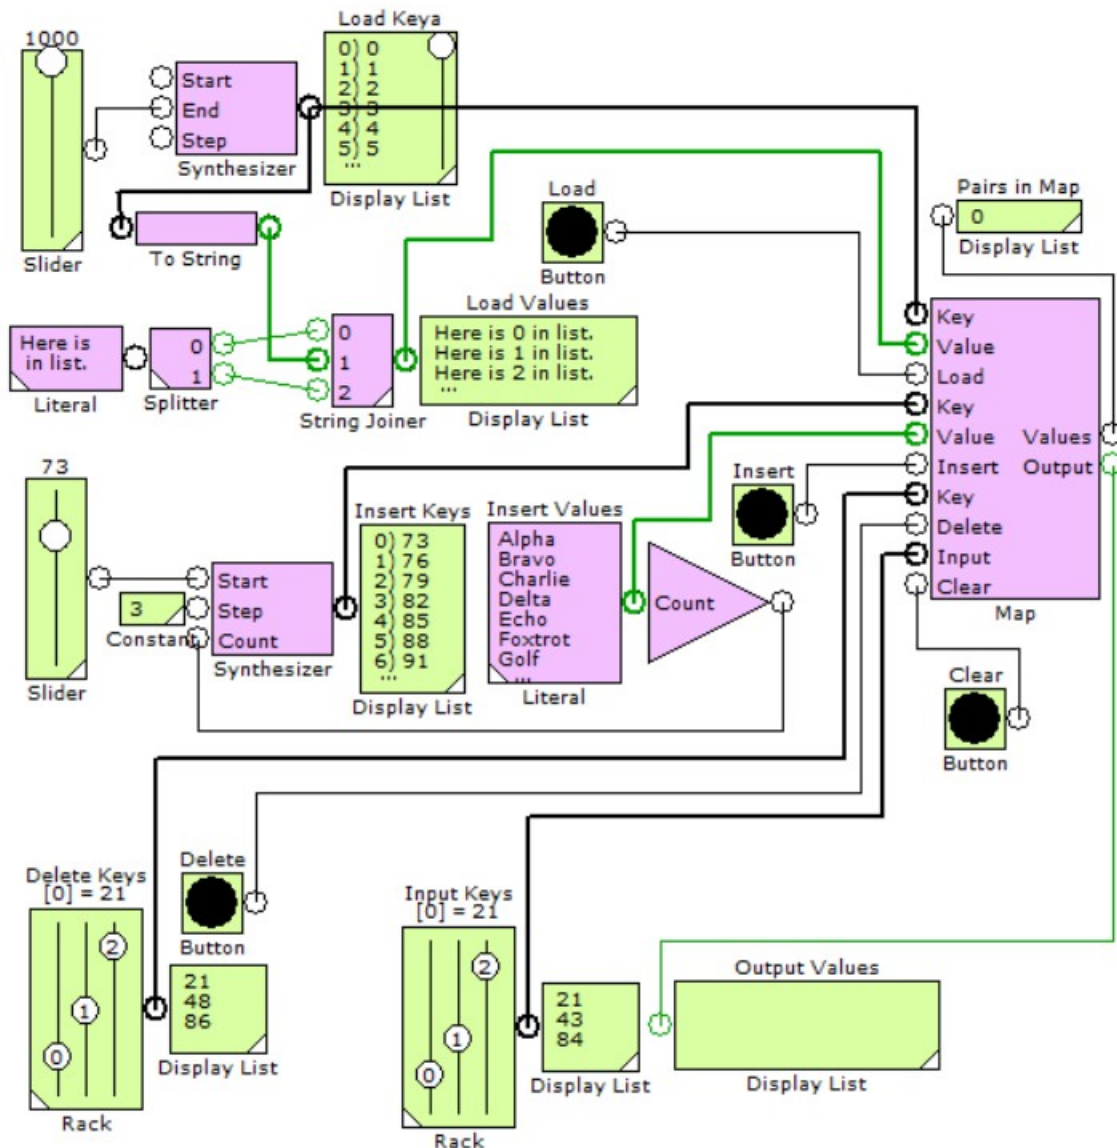 1000
Slider
Start
End
Step
Synthesizer
Load Keya
0) 0
1) 1
2) 2
3) 3
4) 4
5) 5
...
Display List
To String
Load
Button
Pairs in Map
0
Display List
Here is
in list.
Literal
0
1
Splitter
0
1
2
String Joiner
Load Values
Here is 0 in list.
Here is 1 in list.
Here is 2 in list.
...
Display List
Key
Value
Load
Key
Value
Insert
Key
Delete
Input
Clear
Values
Output
Map
73
Slider
Start
Step
Count
Synthesizer
3
Constant
Insert Keys
0) 73
1) 76
2) 79
3) 82
4) 85
5) 88
6) 91
...
Display List
Insert Values
Alpha
Bravo
Charlie
Delta
Echo
Foxtrot
Golf
...
Literal
Count
Insert
Button
Clear
Button
Delete Keys
[0] = 21
0
1
2
Rack
Delete
Button
21
48
86
Display List
Input Keys
[0] = 21
0
1
2
Rack
21
43
84
Display List
Output Values
Display List